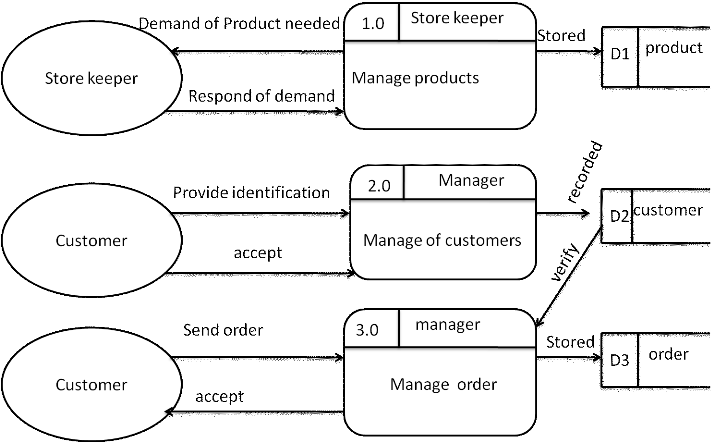 Demand of Product needed
1.0
Store keeper
Stored
D1
product
Store keeper
Manage products
Respond of demand
Provide identification
2.0
Manager
recorded
D2
customer
Customer
accept
Manage of customers
verify
Send order
3.0
manager
Stored
D3
order
Customer
accept
Manage order